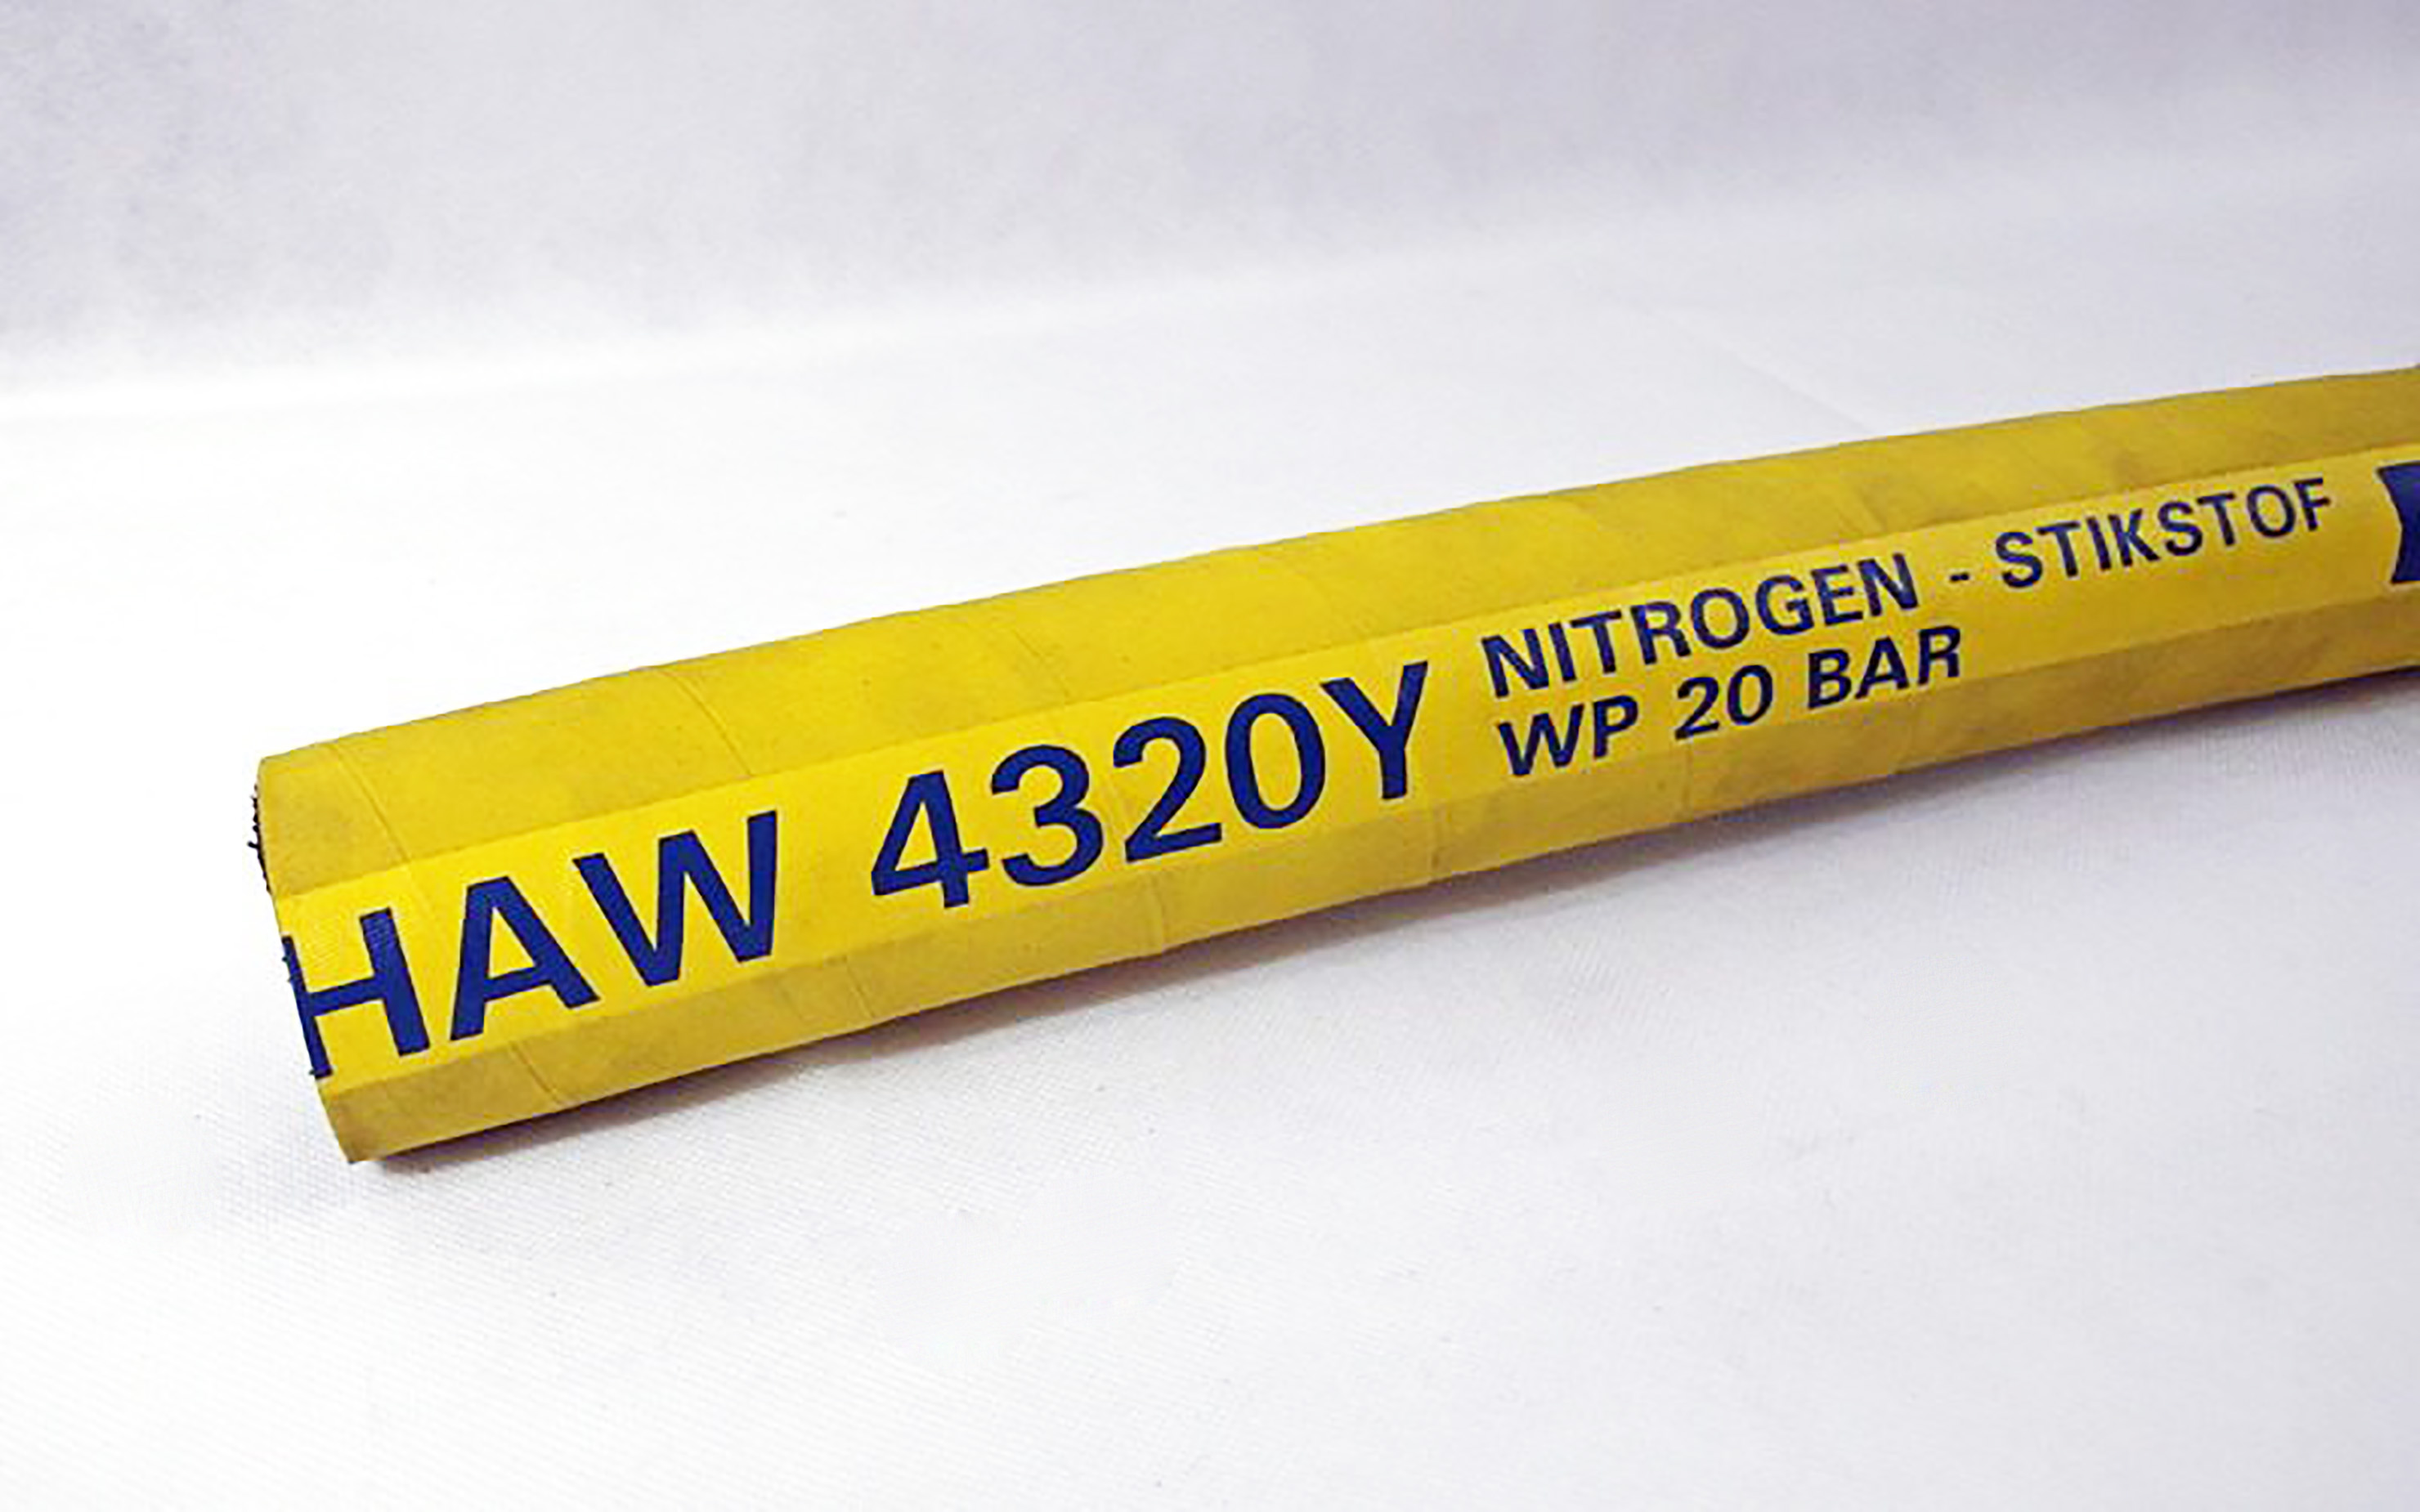 HAW 4320Y
NITROGEN - STIKSTOF
WP 20 BAR